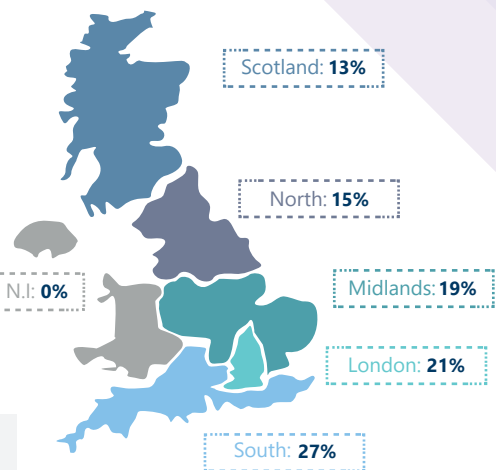 Scotland: 13%
North: 15%
N.I: 0%
Midlands: 19%
London: 21%
South: 27%